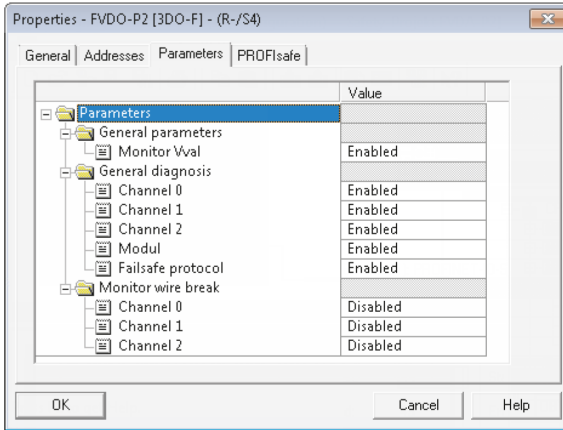 Properties - FVDO-P2 [3DO-F] - (R-/S4)
General Addresses Parameters PROFIsafe
Value
Parameters
General parameters
Monitor Vval Enabled
General diagnosis
Channel 0 Enabled
Channel 1 Enabled
Channel 2 Enabled
Modul Enabled
Failsafe protocol Enabled
Monitor wire break
Channel 0 Disabled
Channel 1 Disabled
Channel 2 Disabled
OK Cancel Help